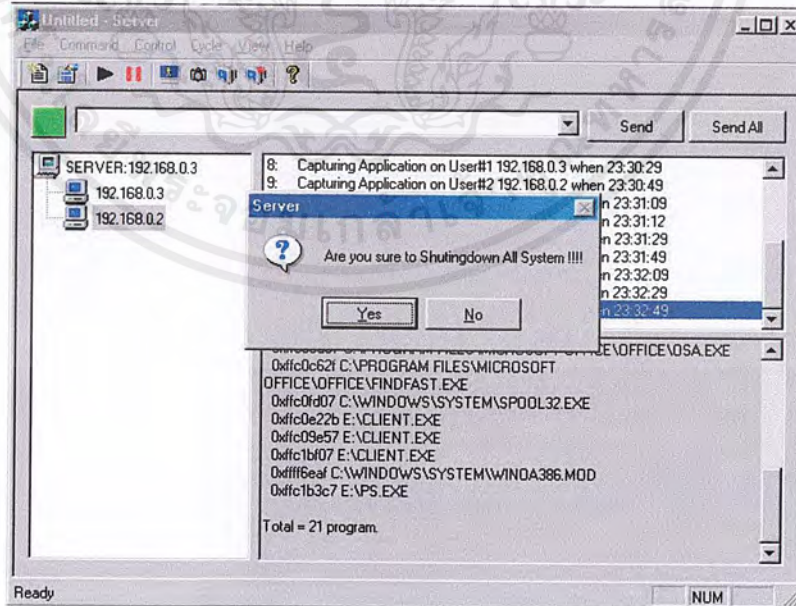 Untitled - Server
File Command Control Cycle View Help
Send
Send All
SERVER:192.168.0.3
192.168.0.3
192.168.0.2
8: Capturing Application on User#1 192.168.0.3 when 23:30:29
9: Capturing Application on User#2 192.168.0.2 when 23:30:49
n 23:31:09
n 23:31:12
n 23:31:29
n 23:31:49
n 23:32:09
n 23:32:29
n 23:32:49
Server
Are you sure to Shutingdown All System !!!!
Yes
No
CE\OFFICE\OSA.EXE
0xffc0c62f C:\PROGRAM FILES\MICROSOFT
OFFICE\OFFICE\FINDFAST.EXE
0xffc0fd07 C:\WINDOWS\SYSTEM\SPOOL32.EXE
0xffc0e22b E:\CLIENT.EXE
0xffc09e57 E:\CLIENT.EXE
0xffc1bf07 E:\CLIENT.EXE
0xffff6eaf C:\WINDOWS\SYSTEM\WINOA386.MOD
0xffc1b3c7 E:\PS.EXE
Total = 21 program.
Ready
NUM